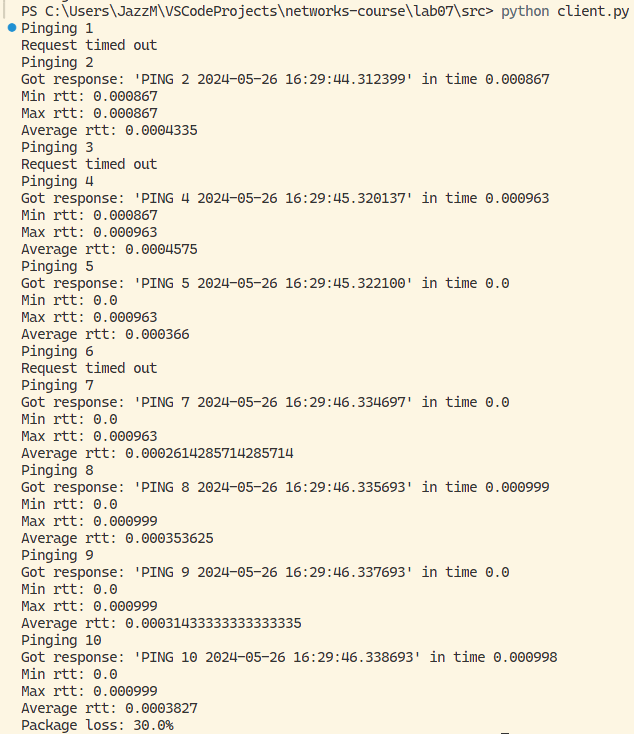 PS C:\Users\JazzM\VSCodeProjects\networks-course\lab07\src> python client.py
Pinging 1
Request timed out
Pinging 2
Got response: 'PING 2 2024-05-26 16:29:44.312399' in time 0.000867
Min rtt: 0.000867
Max rtt: 0.000867
Average rtt: 0.0004335
Pinging 3
Request timed out
Pinging 4
Got response: 'PING 4 2024-05-26 16:29:45.320137' in time 0.000963
Min rtt: 0.000867
Max rtt: 0.000963
Average rtt: 0.0004575
Pinging 5
Got response: 'PING 5 2024-05-26 16:29:45.322100' in time 0.0
Min rtt: 0.0
Max rtt: 0.000963
Average rtt: 0.000366
Pinging 6
Request timed out
Pinging 7
Got response: 'PING 7 2024-05-26 16:29:46.334697' in time 0.0
Min rtt: 0.0
Max rtt: 0.000963
Average rtt: 0.0002614285714285714
Pinging 8
Got response: 'PING 8 2024-05-26 16:29:46.335693' in time 0.000999
Min rtt: 0.0
Max rtt: 0.000999
Average rtt: 0.000353625
Pinging 9
Got response: 'PING 9 2024-05-26 16:29:46.337693' in time 0.0
Min rtt: 0.0
Max rtt: 0.000999
Average rtt: 0.00031433333333333335
Pinging 10
Got response: 'PING 10 2024-05-26 16:29:46.338693' in time 0.000998
Min rtt: 0.0
Max rtt: 0.000999
Average rtt: 0.0003827
Package loss: 30.0%